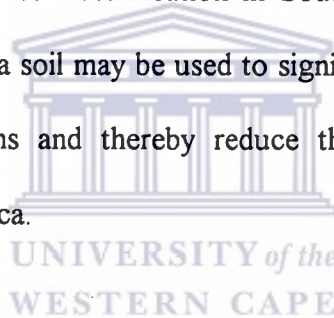 a soil may be used to signi
ns and thereby reduce th
ca.
UNIVERSITY of the
WESTERN CAPE